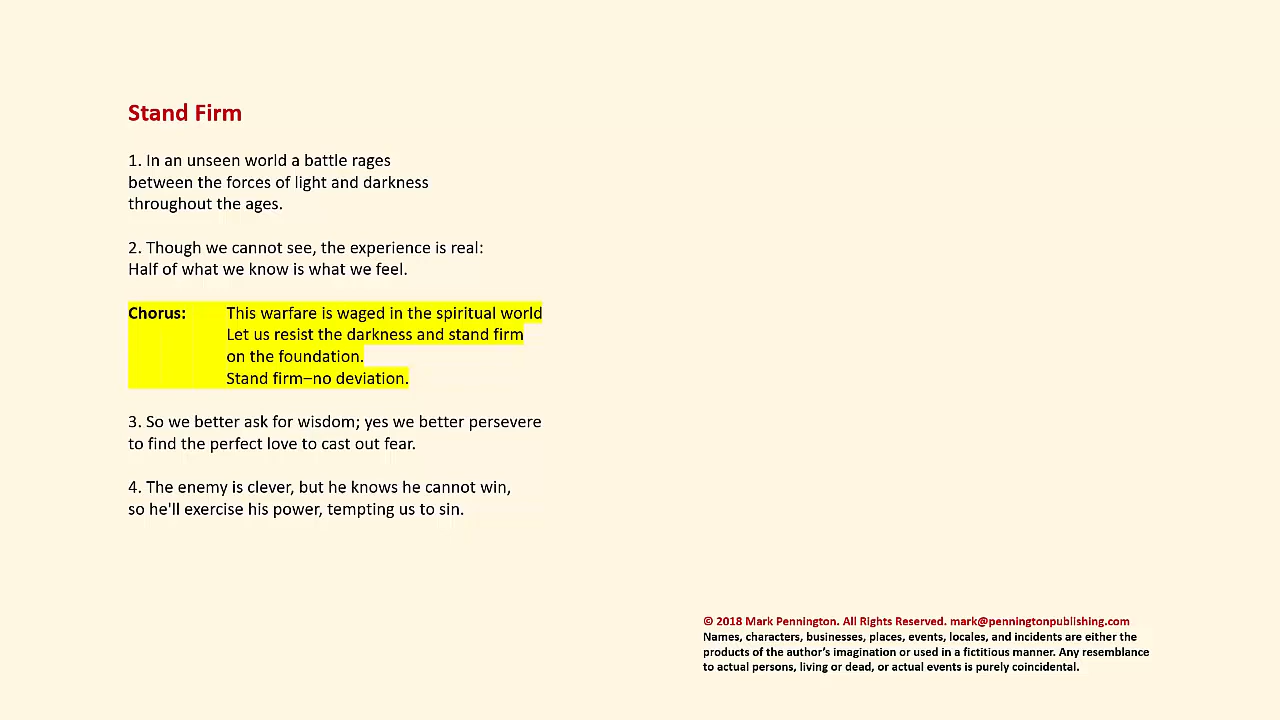 Stand Firm
1. In an unseen world a battle rages
between the forces of light and darkness
throughout the ages.
2. Though we cannot see, the experience is real:
Half of what we know is what we feel.
Chorus: This warfare is waged in the spiritual world
Let us resist the darkness and stand firm
on the foundation.
Stand firm–no deviation.
3. So we better ask for wisdom; yes we better persevere
to find the perfect love to cast out fear.
4. The enemy is clever, but he knows he cannot win,
so he'll exercise his power, tempting us to sin.
© 2018 Mark Pennington. All Rights Reserved. mark@penningtonpublishing.com
Names, characters, businesses, places, events, locales, and incidents are either the
products of the author’s imagination or used in a fictitious manner. Any resemblance
to actual persons, living or dead, or actual events is purely coincidental.